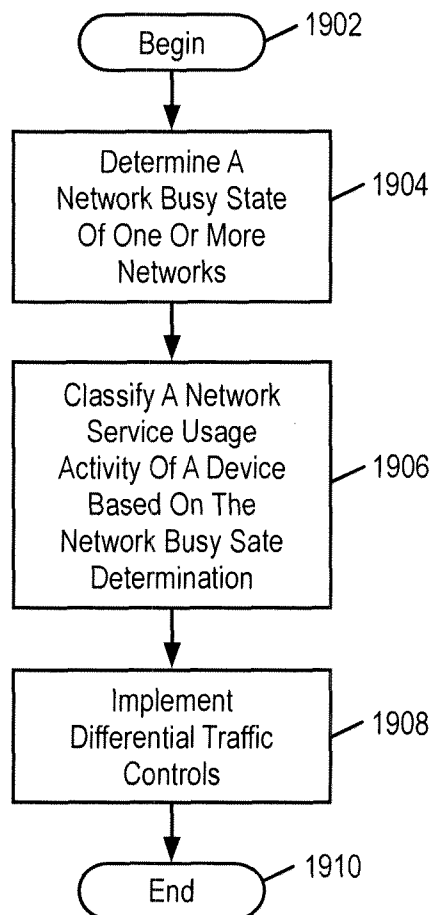 Begin
1902
Determine A
Network Busy State
Of One Or More
Networks
1904
Classify A Network
Service Usage
Activity Of A Device
Based On The
Network Busy Sate
Determination
1906
Implement
Differential Traffic
Controls
1908
End
1910